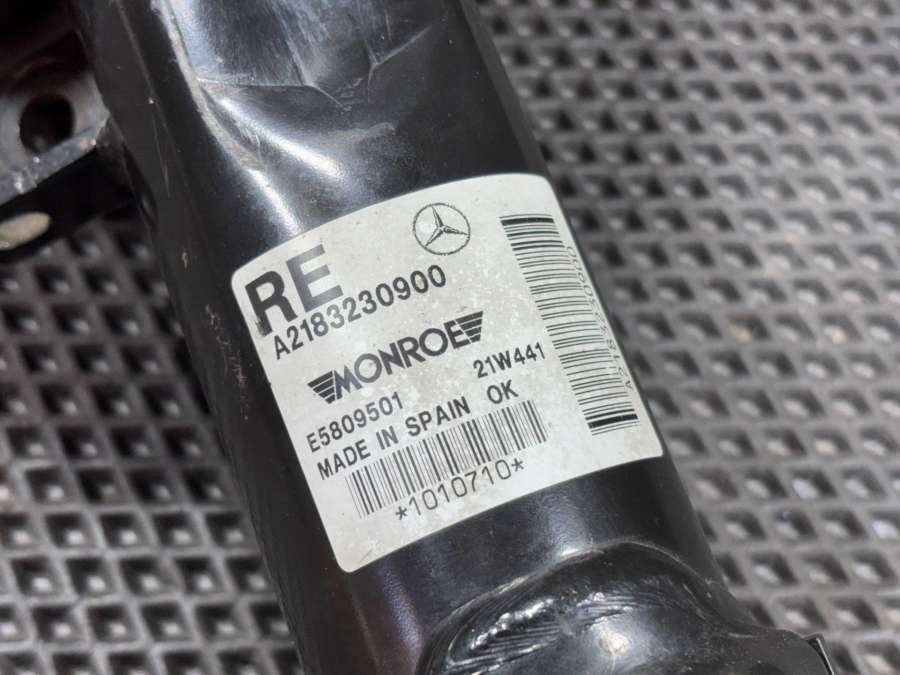 RE
A2183230900
MONROE
E5809501 21W441
MADE IN SPAIN OK
*1010710*